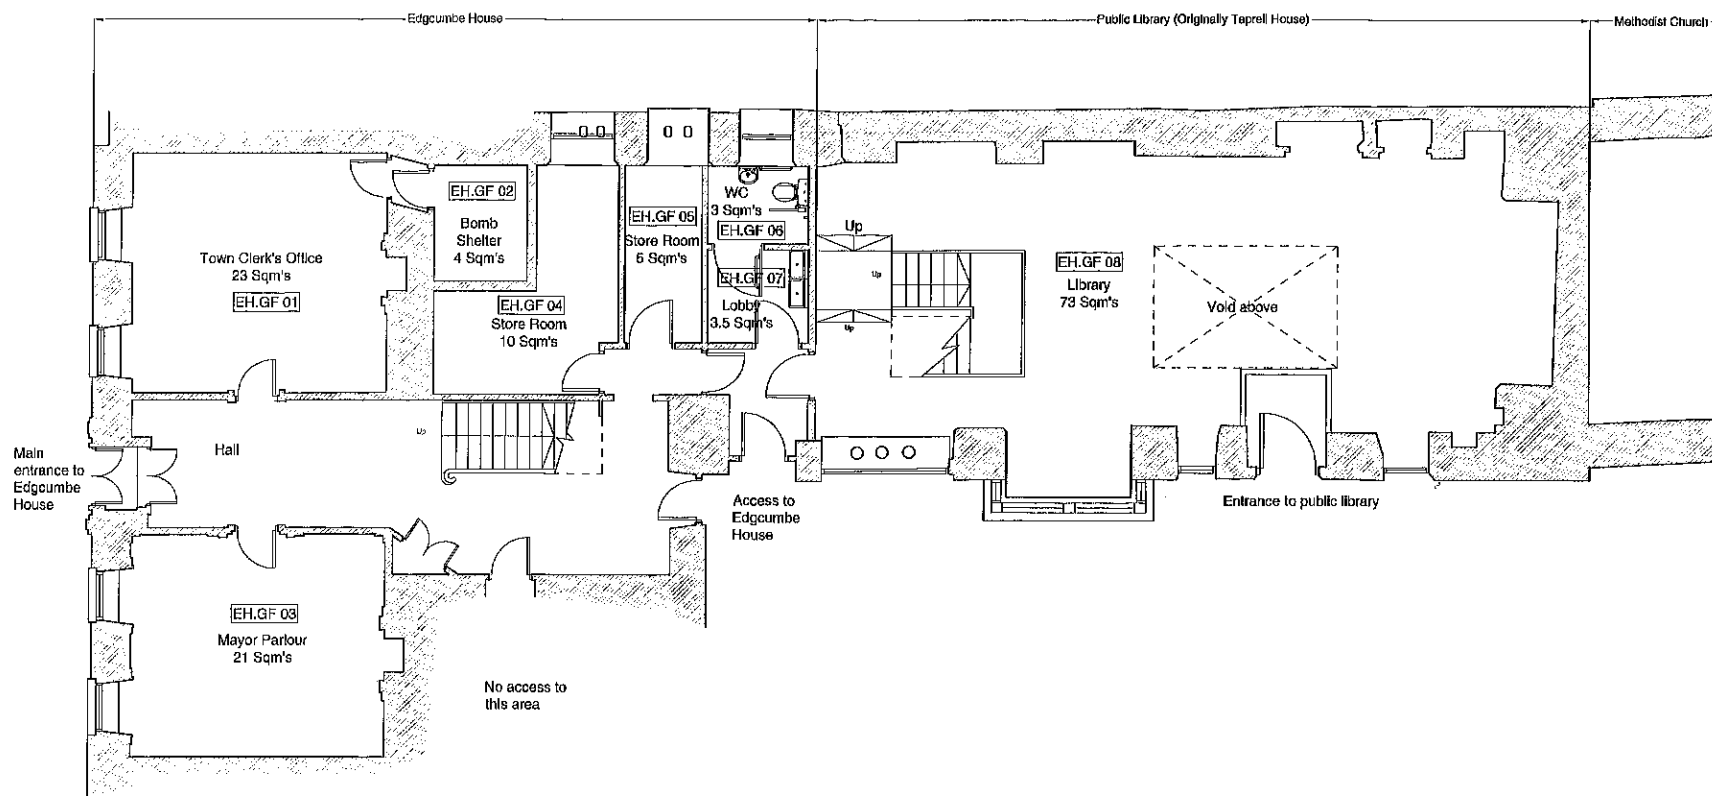 Edgcumbe House
Public Library (Originally Teprell House)
Methodist Church
EH.GF 02
Bomb
Shelter
4 Sqm's
Town Clerk's Office
23 Sqm's
EH.GF 01
EH.GF 04
Store Room
10 Sqm's
EH.GF 05
Store Room
6 Sqm's
WC
3 Sqm's
EH.GF 06
EH.GF 07
Lobby
3.5 Sqm's
Up
Up
Up
EH.GF 08
Library
73 Sqm's
Void above
Up
Hall
Main
entrance to
Edgcumbe
House
Access to
Edgcumbe
House
Entrance to public library
EH.GF 03
Mayor Parlour
21 Sqm's
No access to
this area